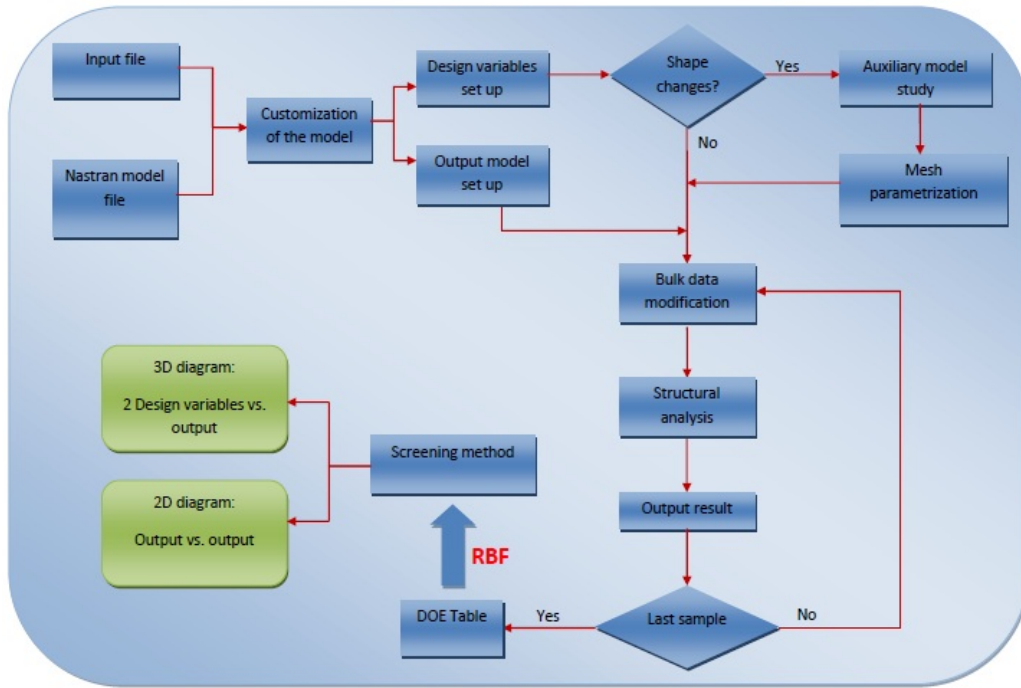 Input file
Nastran model
file
Customization
of the model
Design variables
set up
Output model
set up
Shape
changes?
Yes
No
Auxiliary model
study
Mesh
parametrization
Bulk data
modification
Structural
analysis
Output result
Last sample
No
Yes
DOE Table
RBF
Screening method
3D diagram:
2 Design variables vs.
output
2D diagram:
Output vs. output